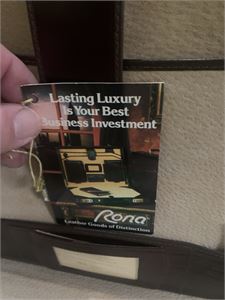 Lasting Luxury
Is Your Best
Business Investment
Rona
Leather Goods of Distinction